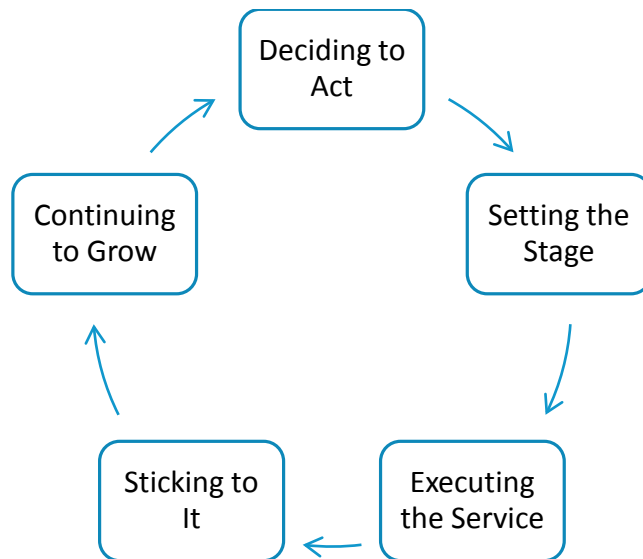 Deciding to
Act
Setting the
Stage
Executing
the Service
Sticking to
It
Continuing
to Grow